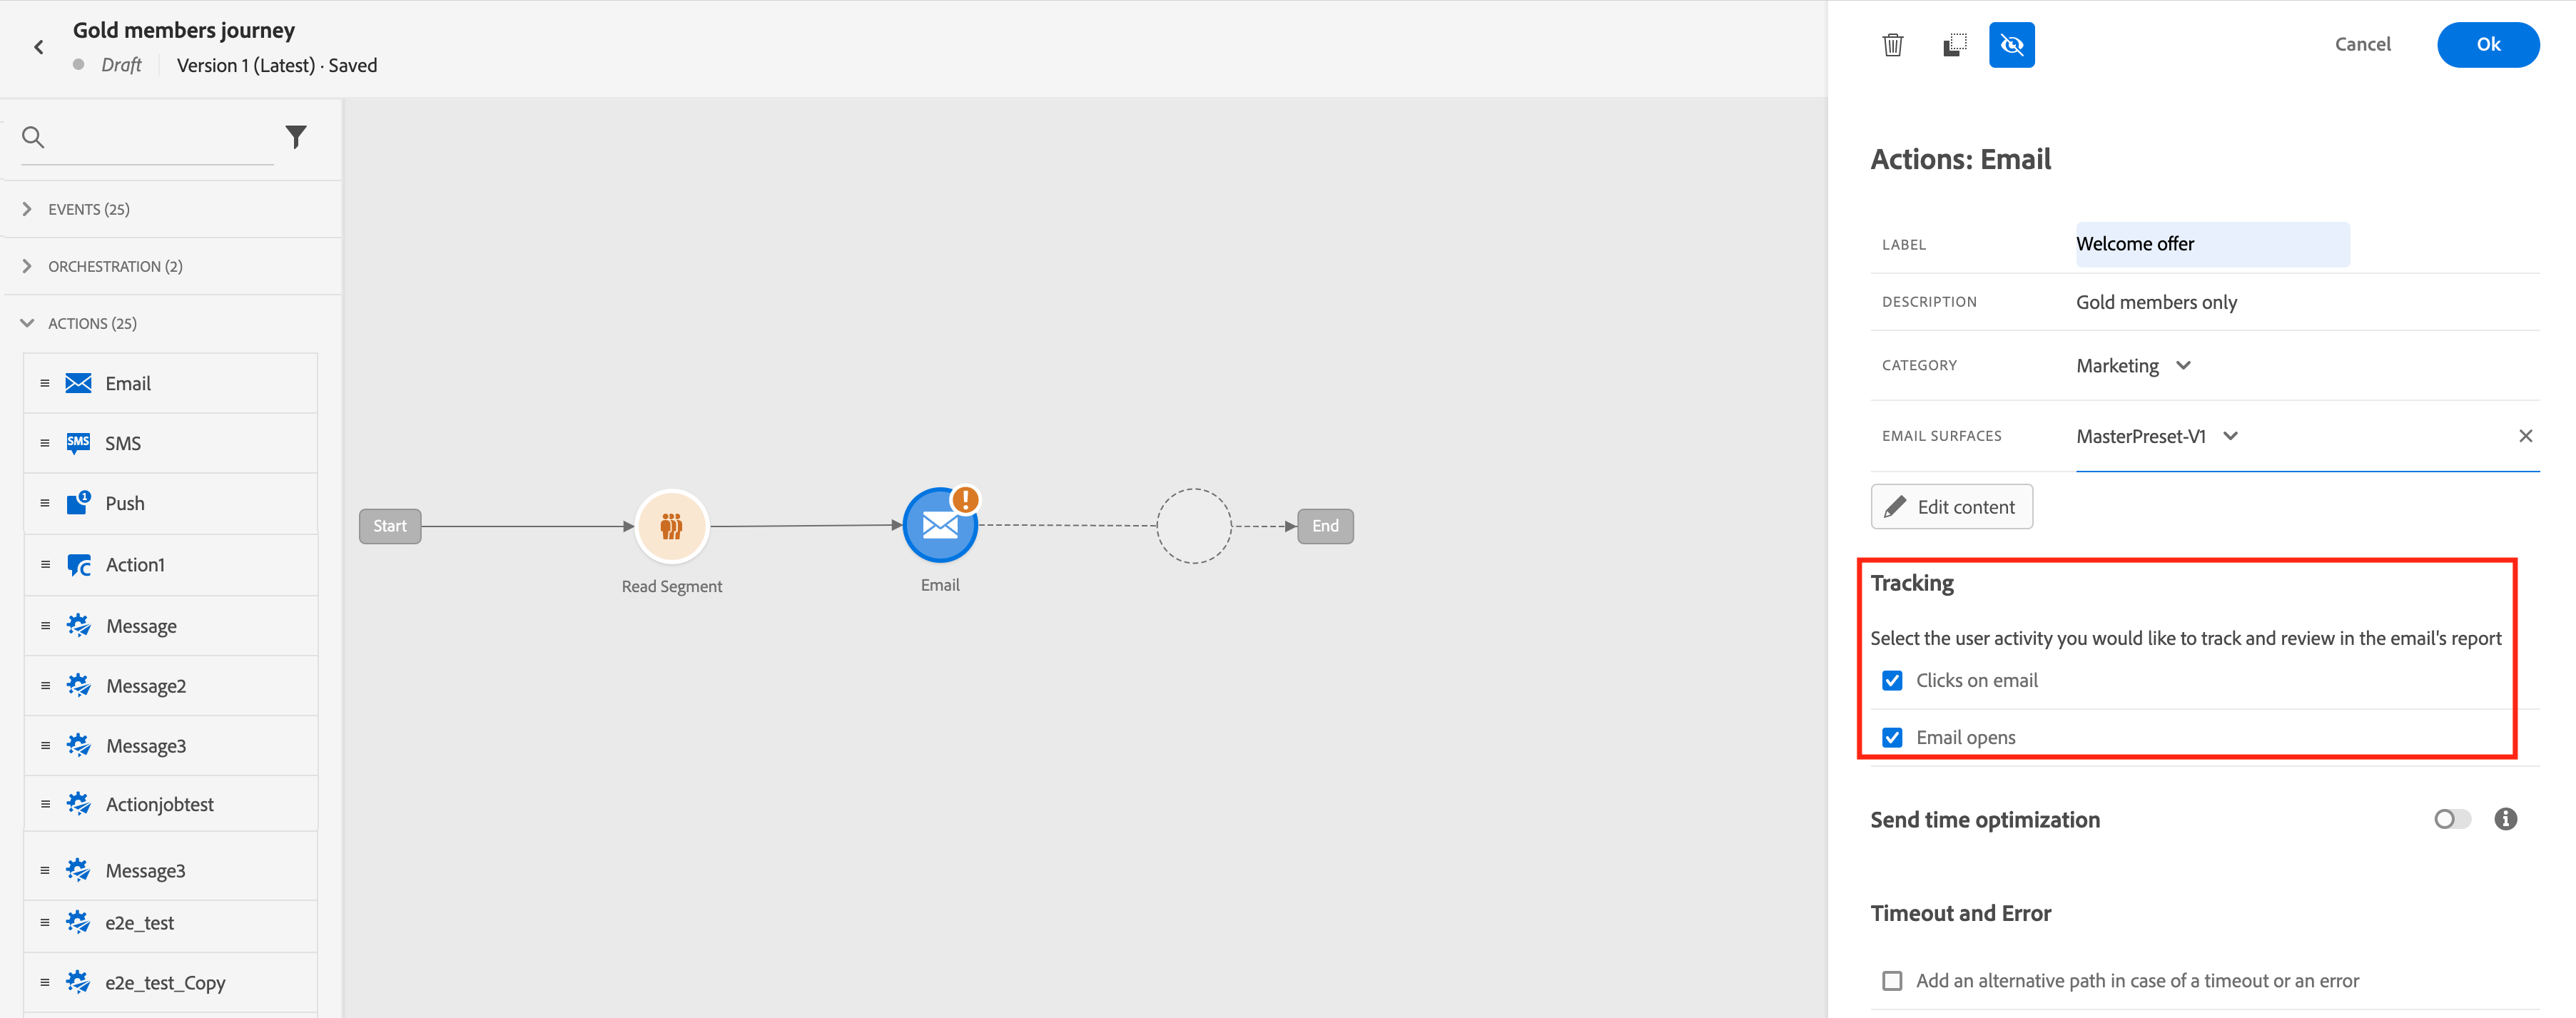 Gold members journey
Draft
Version 1 (Latest) · Saved
Cancel
Ok
EVENTS (25)
ORCHESTRATION (2)
ACTIONS (25)
Email
SMS
SMS
1
Push
Action1
Message
Message2
Message3
Actionjobtest
Message3
e2e_test
e2e_test_Copy
Start
Read Segment
!
Email
End
Actions: Email
LABEL
Welcome offer
DESCRIPTION
Gold members only
CATEGORY
Marketing
EMAIL SURFACES
MasterPreset-V1
Edit content
Tracking
Select the user activity you would like to track and review in the email's report
Clicks on email
Email opens
Send time optimization
Timeout and Error
Add an alternative path in case of a timeout or an error